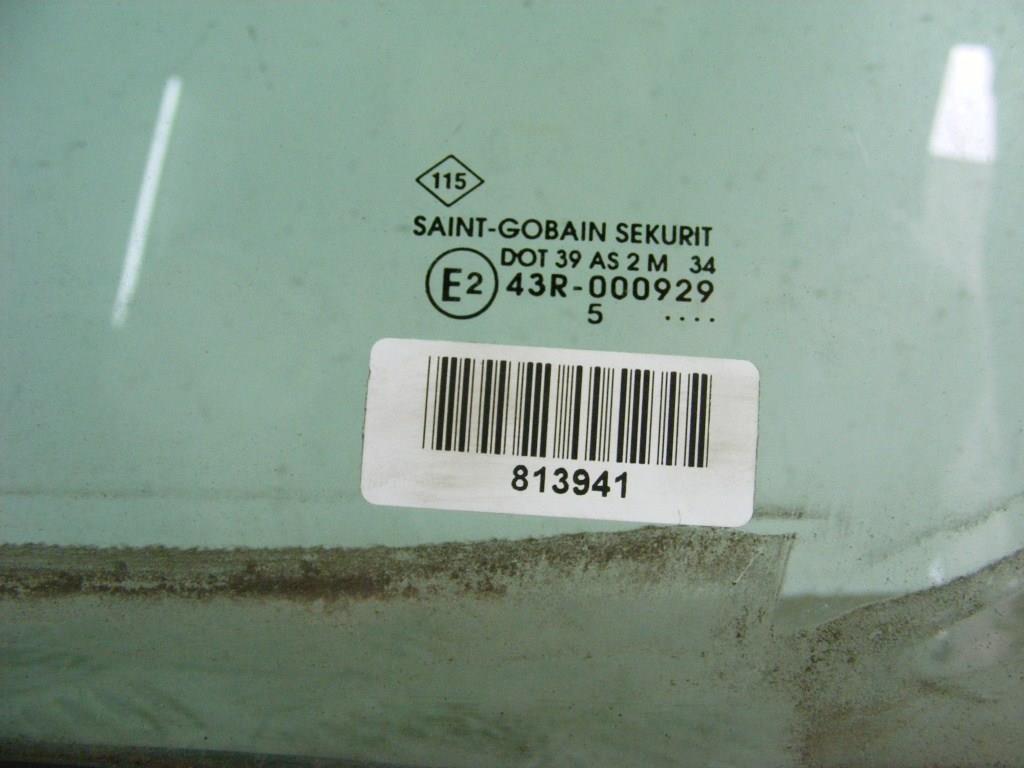 115
SAINT-GOBAIN SEKURIT
DOT 39 AS 2 M 34
E2 43R-000929
5 ....
813941